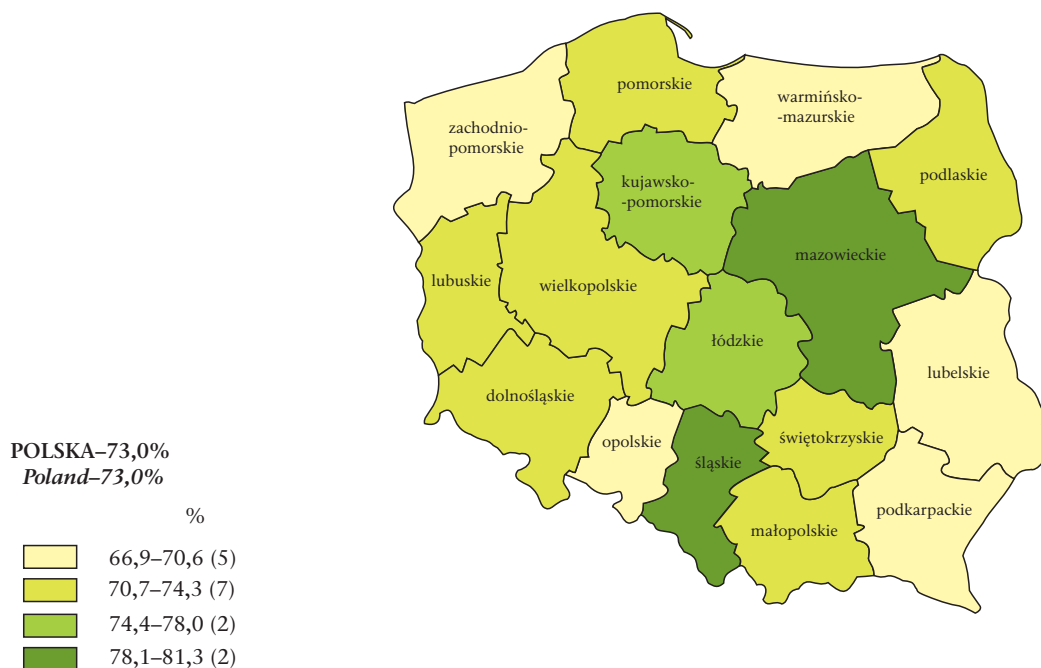 pomorskie
warmińsko-
-mazurskie
zachodnio-
pomorskie
podlaskie
kujawsko-
-pomorskie
mazowieckie
lubuskie
wielkopolskie
łódzkie
lubelskie
dolnośląskie
opolskie
świętokrzyskie
śląskie
podkarpackie
małopolskie
POLSKA–73,0%
Poland–73,0%
%
66,9–70,6 (5)
70,7–74,3 (7)
74,4–78,0 (2)
78,1–81,3 (2)